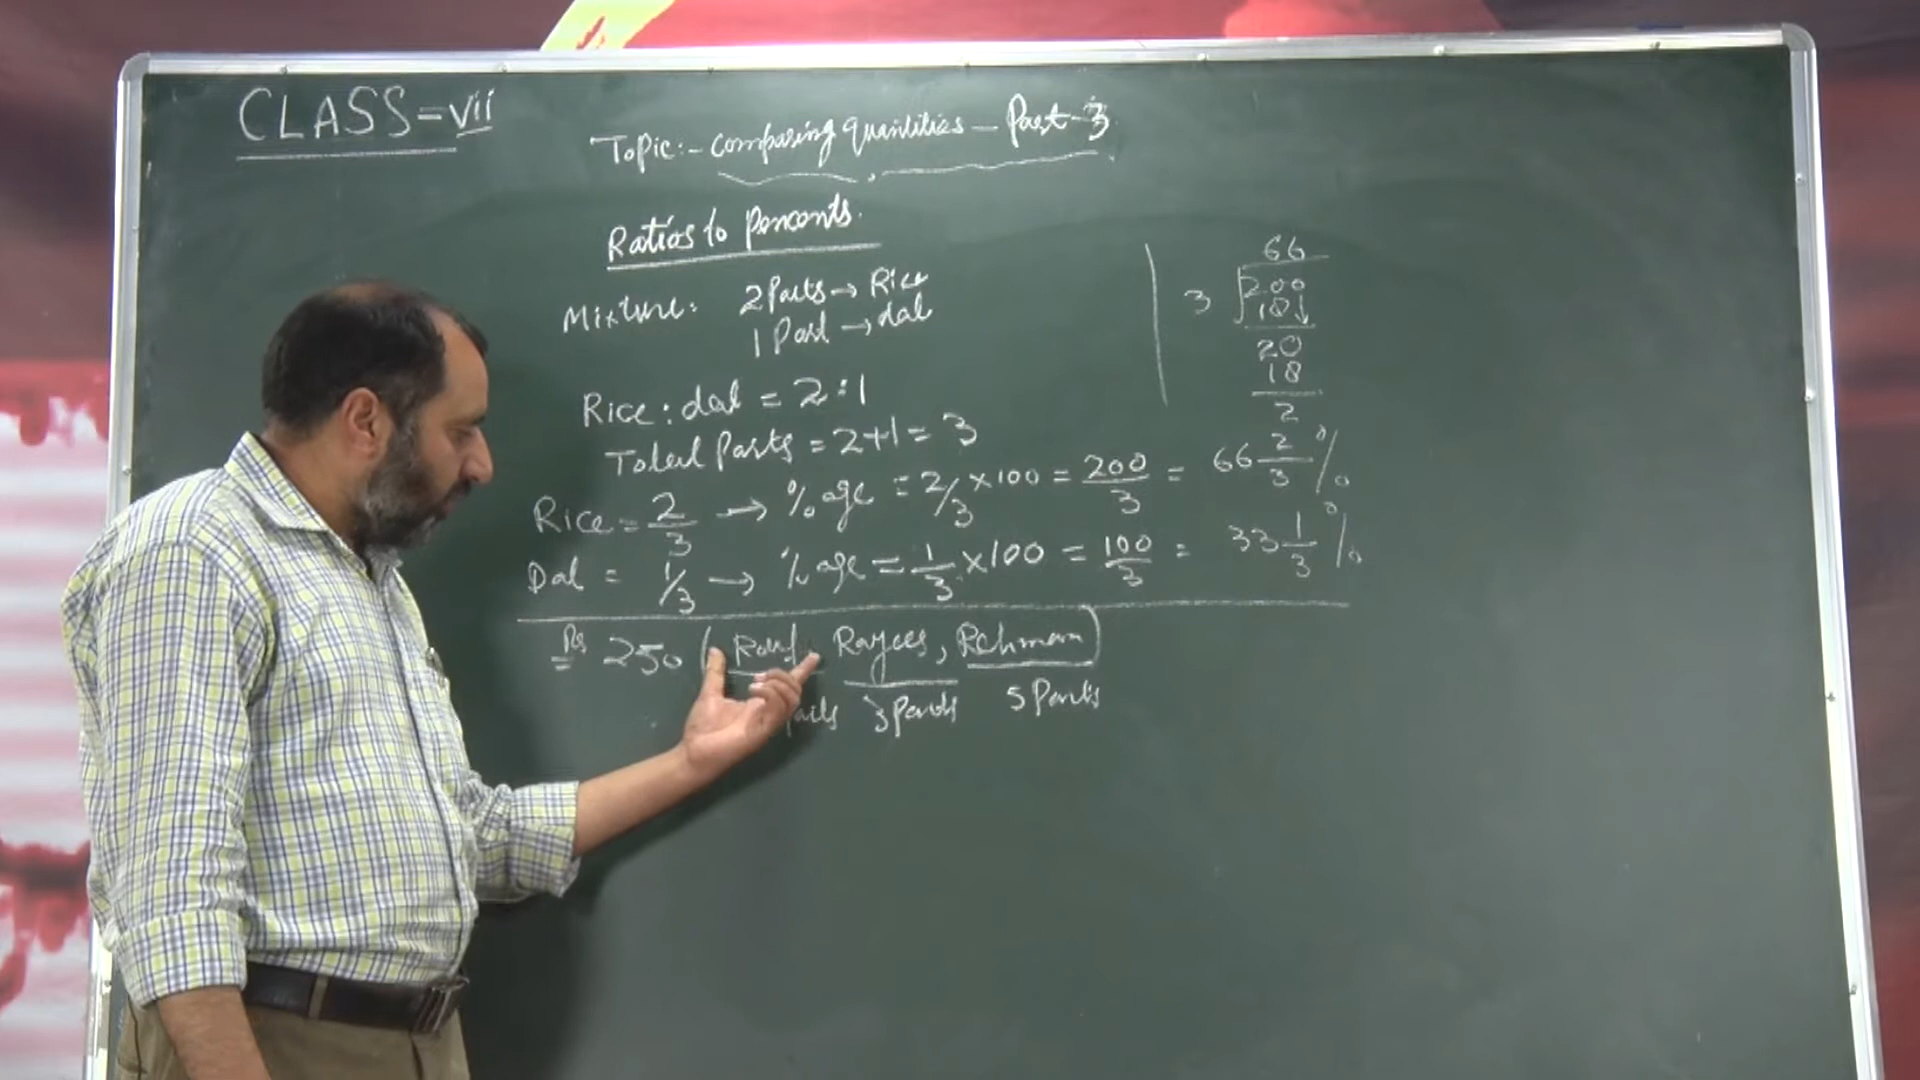 CLASS = vii
Topic:- Comparing Quantities - Part-3
Ratios to Percents.
Mixture: 2 Parts → Rice
1 Part → dal
Rice : dal = 2 : 1
Total Parts = 2+1 = 3
Rice = 2/3 → %age = 2/3 × 100 = 200/3 = 66 2/3 %
Dal = 1/3 → %age = 1/3 × 100 = 100/3 = 33 1/3 %
Rs 250 (Rauf, Rayees, Rehman)
3 Parts 5 Parts
66
3 200
18↓
20
18
2